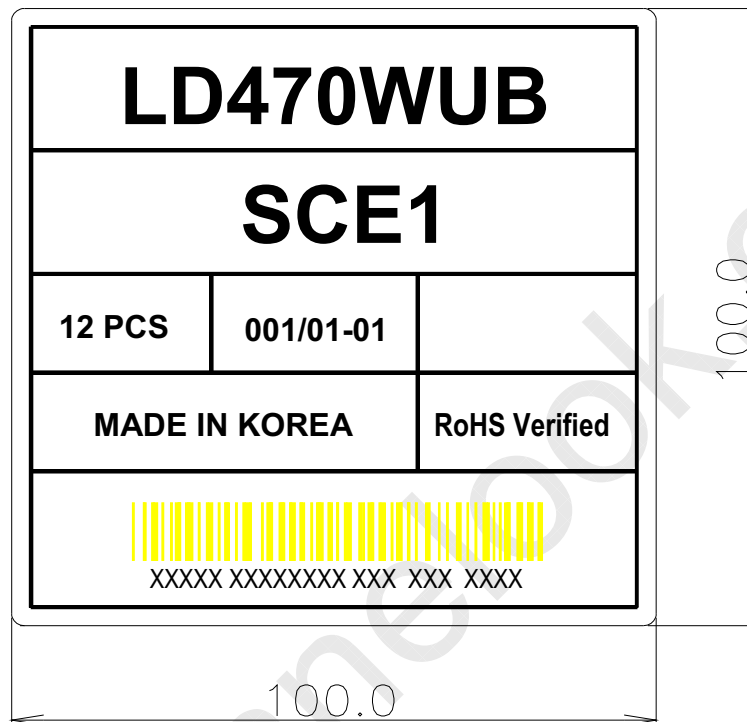 LD470WUB
SCE1
12 PCS 001/01-01
MADE IN KOREA RoHS Verified
XXXXX XXXXXXXX XXX XXX XXXX
100.0
100.0